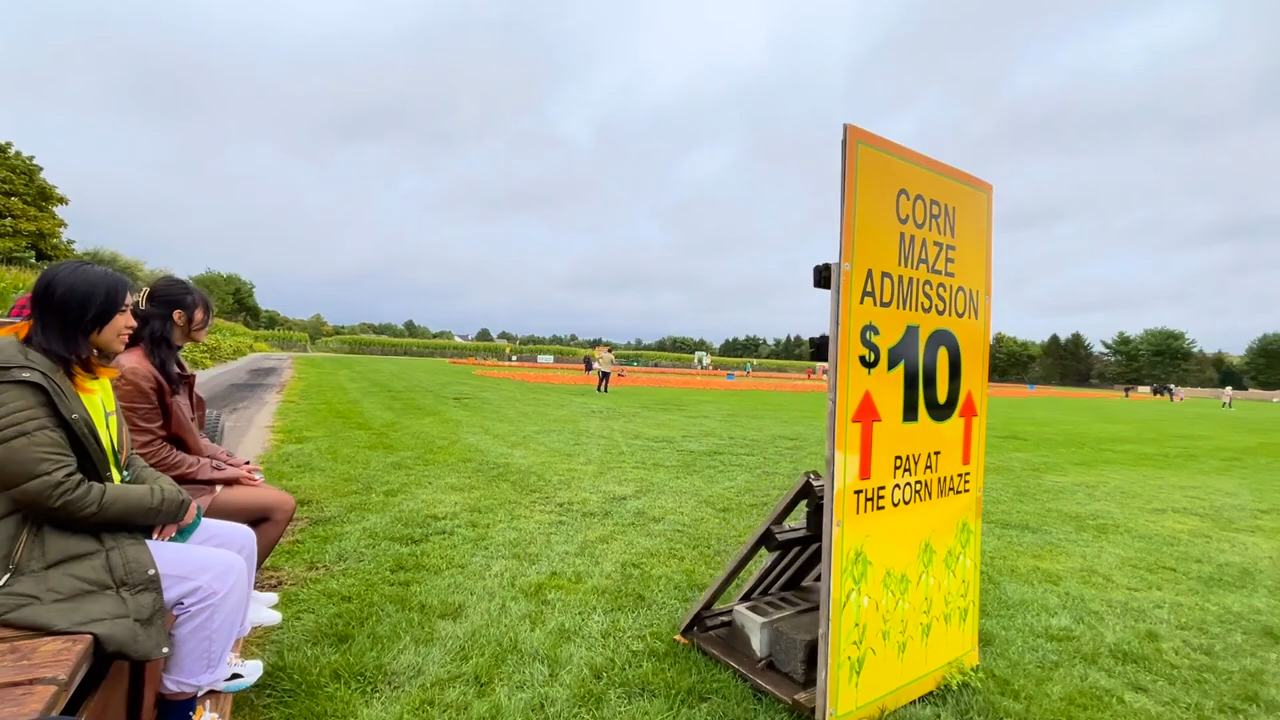 CORN
MAZE
ADMISSION
$10
PAY AT
THE CORN MAZE